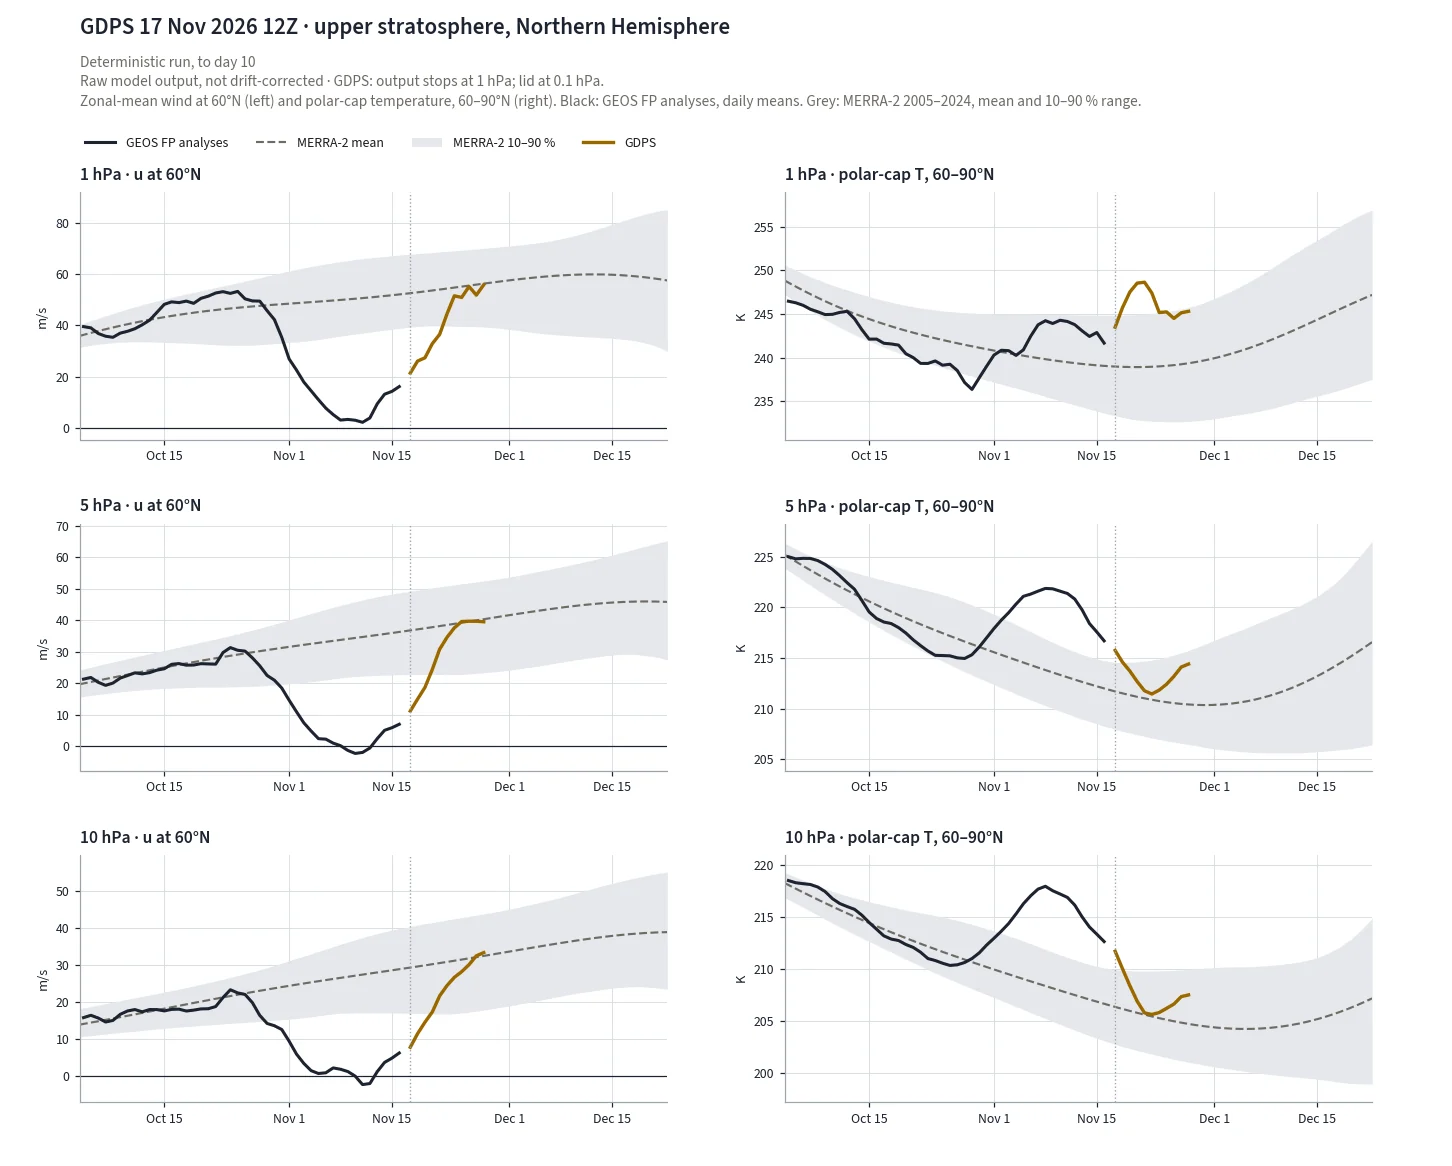 GDPS 17 Nov 2026 12Z · upper stratosphere, Northern Hemisphere
Deterministic run, to day 10
Raw model output, not drift-corrected · GDPS: output stops at 1 hPa; lid at 0.1 hPa.
Zonal-mean wind at 60°N (left) and polar-cap temperature, 60–90°N (right). Black: GEOS FP analyses, daily means. Grey: MERRA-2 2005–2024, mean and 10–90 % range.
GEOS FP analyses
MERRA-2 mean
MERRA-2 10–90 %
GDPS
1 hPa · u at 60°N
80
60
40
20
0
m/s
Oct 15
Nov 1
Nov 15
Dec 1
Dec 15
1 hPa · polar-cap T, 60–90°N
255
250
245
240
235
K
Oct 15
Nov 1
Nov 15
Dec 1
Dec 15
5 hPa · u at 60°N
70
60
50
40
30
20
10
0
m/s
Oct 15
Nov 1
Nov 15
Dec 1
Dec 15
5 hPa · polar-cap T, 60–90°N
225
220
215
210
205
K
Oct 15
Nov 1
Nov 15
Dec 1
Dec 15
10 hPa · u at 60°N
50
40
30
20
10
0
m/s
Oct 15
Nov 1
Nov 15
Dec 1
Dec 15
10 hPa · polar-cap T, 60–90°N
220
215
210
205
200
K
Oct 15
Nov 1
Nov 15
Dec 1
Dec 15